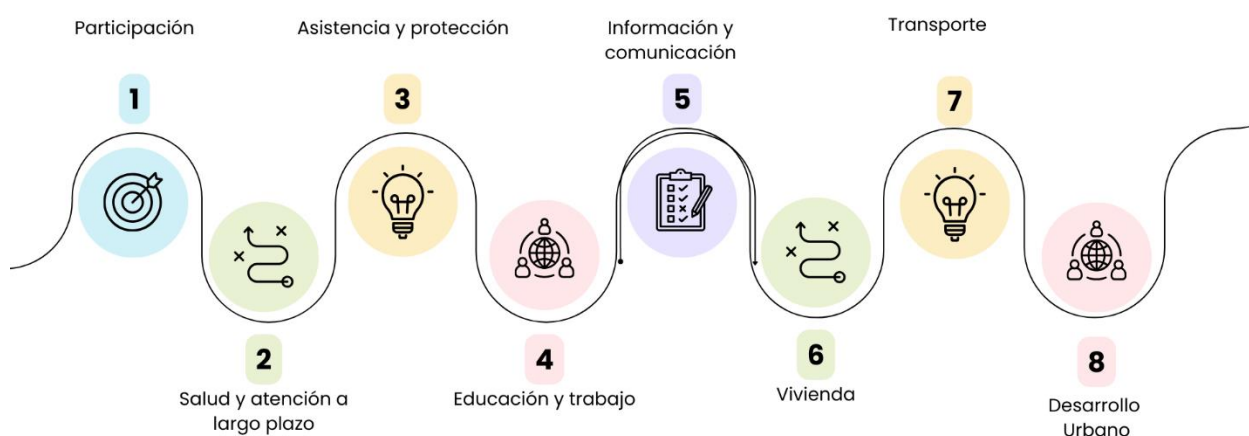 Participación
1
2
Salud y atención a
largo plazo
Asistencia y protección
3
4
Educación y trabajo
Información y
comunicación
5
6
Vivienda
Transporte
7
8
Desarrollo
Urbano